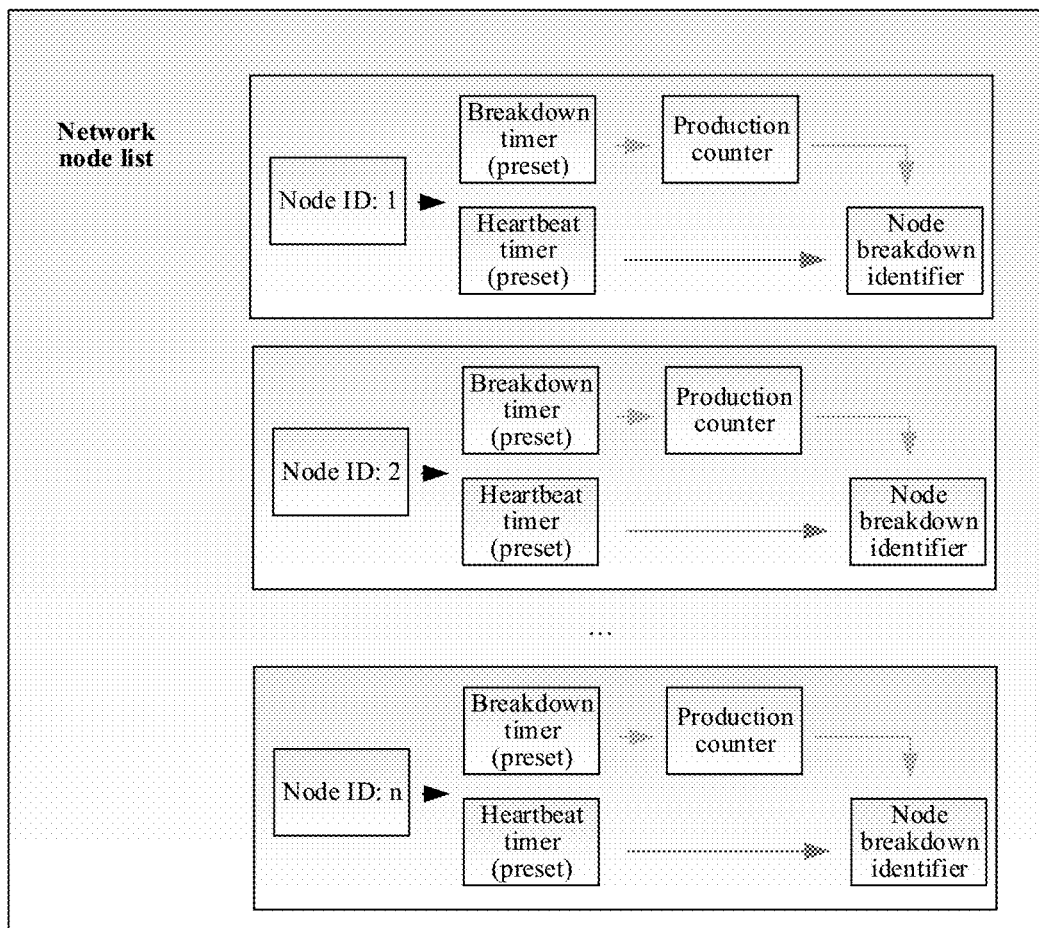 Network
node list
Node ID: 1
Breakdown
timer
(preset)
Production
counter
Heartbeat
timer
(preset)
Node
breakdown
identifier
Node ID: 2
Breakdown
timer
(preset)
Production
counter
Heartbeat
timer
(preset)
Node
breakdown
identifier
...
Node ID: n
Breakdown
timer
(preset)
Production
counter
Heartbeat
timer
(preset)
Node
breakdown
identifier